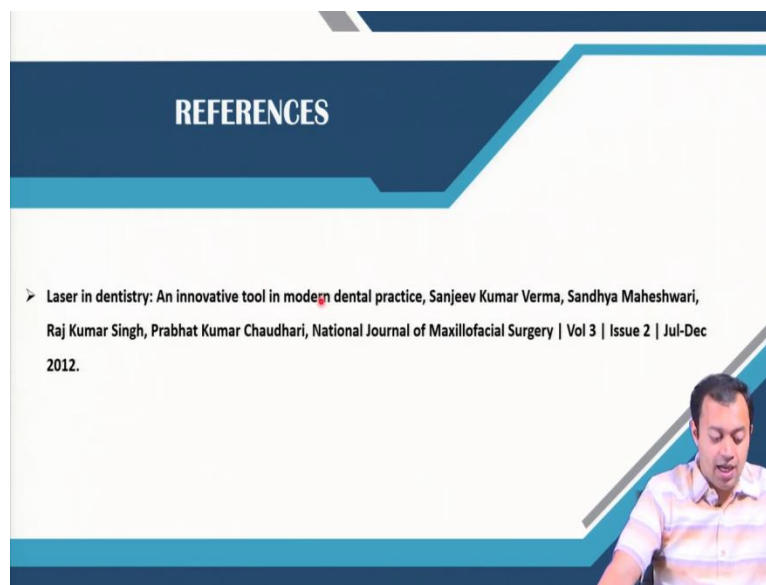 REFERENCES
➢ Laser in dentistry: An innovative tool in modern dental practice, Sanjeev Kumar Verma, Sandhya Maheshwari,
Raj Kumar Singh, Prabhat Kumar Chaudhari, National Journal of Maxillofacial Surgery | Vol 3 | Issue 2 | Jul-Dec
2012.